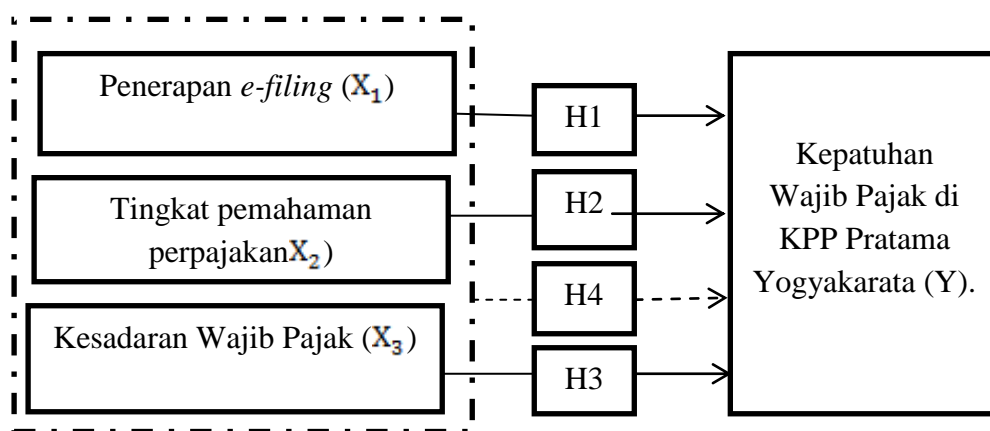 Penerapan e-filing (X₁)
Tingkat pemahaman
perpajakanX₂)
Kesadaran Wajib Pajak (X₃)
H1
H2
H4
H3
Kepatuhan
Wajib Pajak di
KPP Pratama
Yogyakarata (Y).